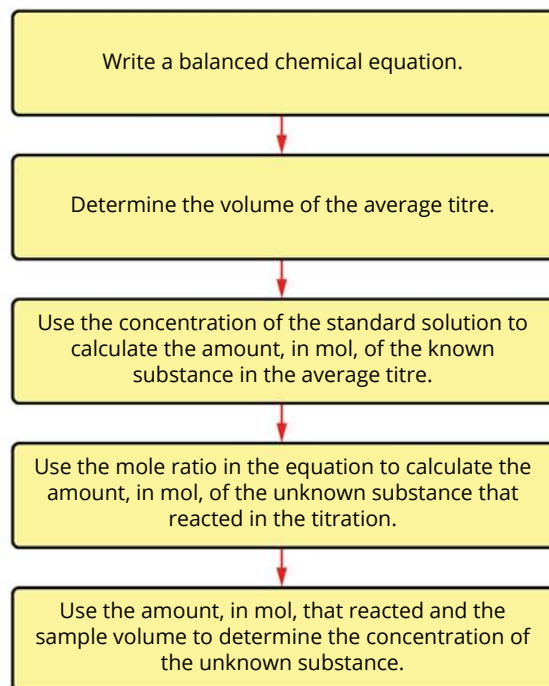 Write a balanced chemical equation.
Determine the volume of the average titre.
Use the concentration of the standard solution to
calculate the amount, in mol, of the known
substance in the average titre.
Use the mole ratio in the equation to calculate the
amount, in mol, of the unknown substance that
reacted in the titration.
Use the amount, in mol, that reacted and the
sample volume to determine the concentration of
the unknown substance.